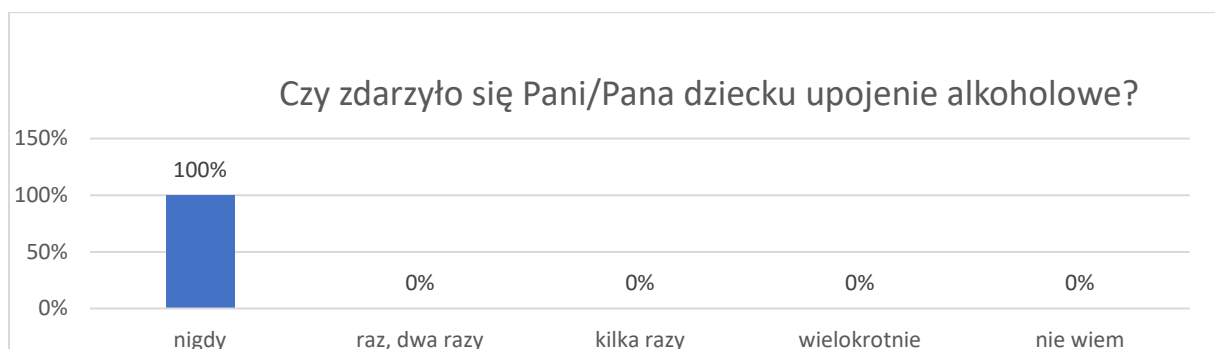 Czy zdarzyło się Pani/Pana dziecku upojenie alkoholowe?
150%
100%
100%
50%
0% 0% 0% 0%
0%
nigdy raz, dwa razy kilka razy wielokrotnie nie wiem